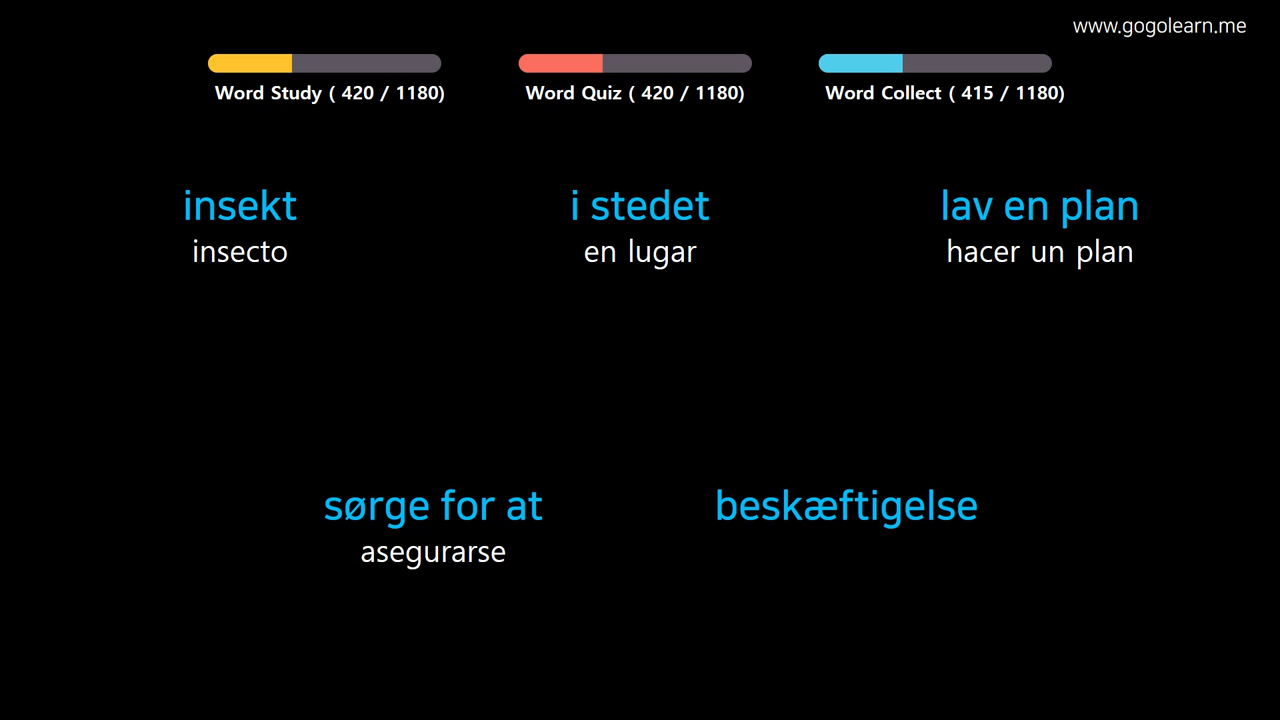 www.gogolearn.me
Word Study ( 420 / 1180)
Word Quiz ( 420 / 1180)
Word Collect ( 415 / 1180)
insekt
insecto
i stedet
en lugar
lav en plan
hacer un plan
sørge for at
asegurarse
beskæftigelse